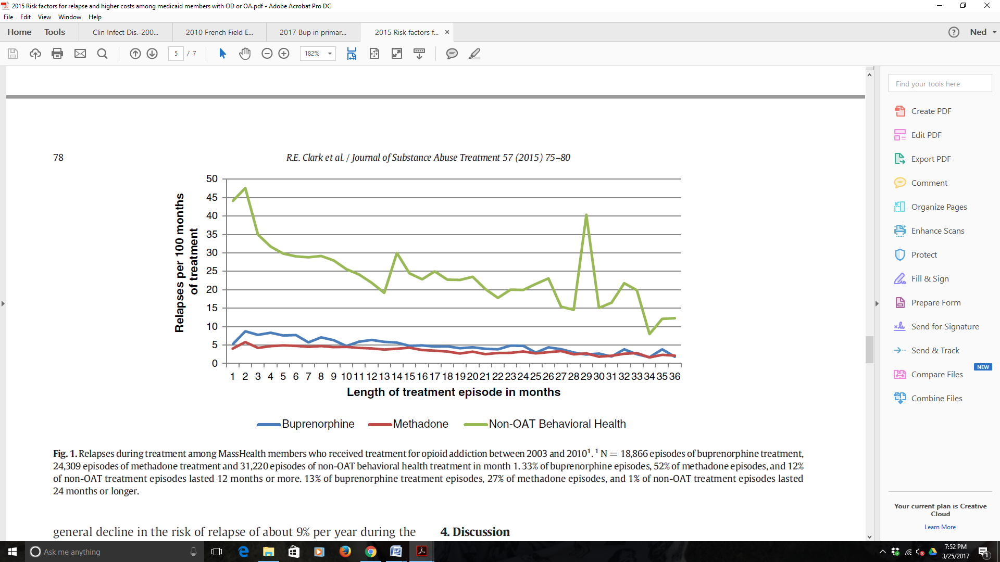 2015 Risk factors for relapse and higher costs among medicaid members with OD or OA.pdf - Adobe Acrobat Pro DC
File Edit View Window Help
Home Tools Clin Infect Dis.-200... 2010 French Field E... 2017 Bup in primar... 2015 Risk factors f... × ? Ned
5 / 7 182%
Find your tools here
Create PDF
Edit PDF
Export PDF
Comment
Organize Pages
Enhance Scans
Protect
Fill & Sign
Prepare Form
Send for Signature
Send & Track
NEW
Compare Files
Combine Files
Your current plan is Creative
Cloud
Learn More
78 R.E. Clark et al. / Journal of Substance Abuse Treatment 57 (2015) 75–80
Relapses per 100 months
of treatment
50
45
40
35
30
25
20
15
10
5
0
1 2 3 4 5 6 7 8 9 10 11 12 13 14 15 16 17 18 19 20 21 22 23 24 25 26 27 28 29 30 31 32 33 34 35 36
Length of treatment episode in months
Buprenorphine Methadone Non-OAT Behavioral Health
Fig. 1. Relapses during treatment among MassHealth members who received treatment for opioid addiction between 2003 and 2010¹. ¹ N = 18,866 episodes of buprenorphine treatment,
24,309 episodes of methadone treatment and 31,220 episodes of non-OAT behavioral health treatment in month 1. 33% of buprenorphine episodes, 52% of methadone episodes, and 12%
of non-OAT treatment episodes lasted 12 months or more. 13% of buprenorphine treatment episodes, 27% of methadone episodes, and 1% of non-OAT treatment episodes lasted
24 months or longer.
general decline in the risk of relapse of about 9% per year during the
4. Discussion
Ask me anything
7:52 PM
3/25/2017
1